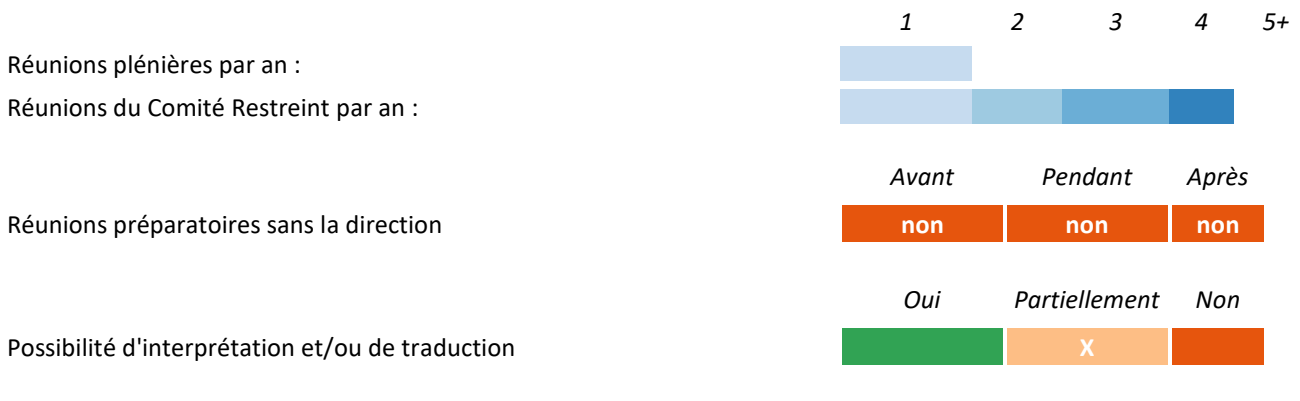 1 2 3 4 5+
Réunions plénières par an :
Réunions du Comité Restreint par an :
Avant Pendant Après
Réunions préparatoires sans la direction non non non
Oui Partiellement Non
Possibilité d'interprétation et/ou de traduction X